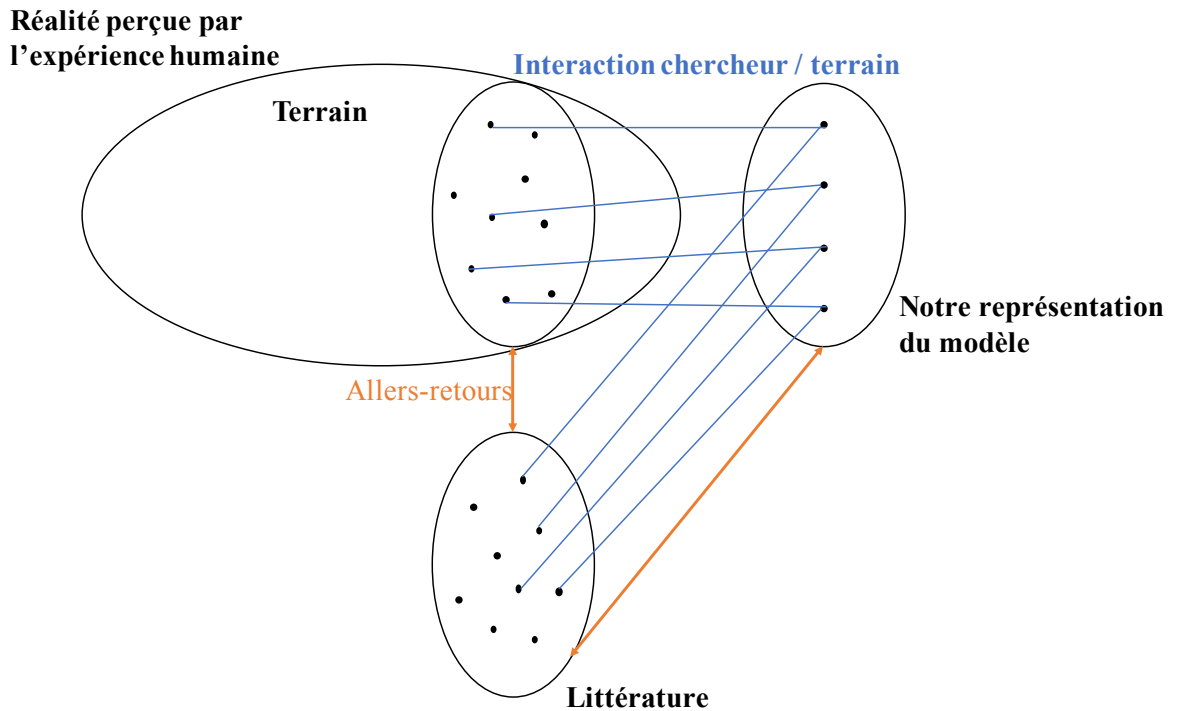 Réalité perçue par
l’expérience humaine
Interaction chercheur / terrain
Terrain
Notre représentation
du modèle
Allers-retours
Littérature